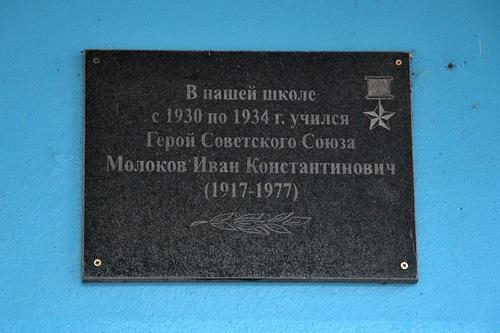 В нашей школе
с 1930 по 1934 г. учился
Герой Советского Союза
Молоков Иван Константинович
(1917-1977)